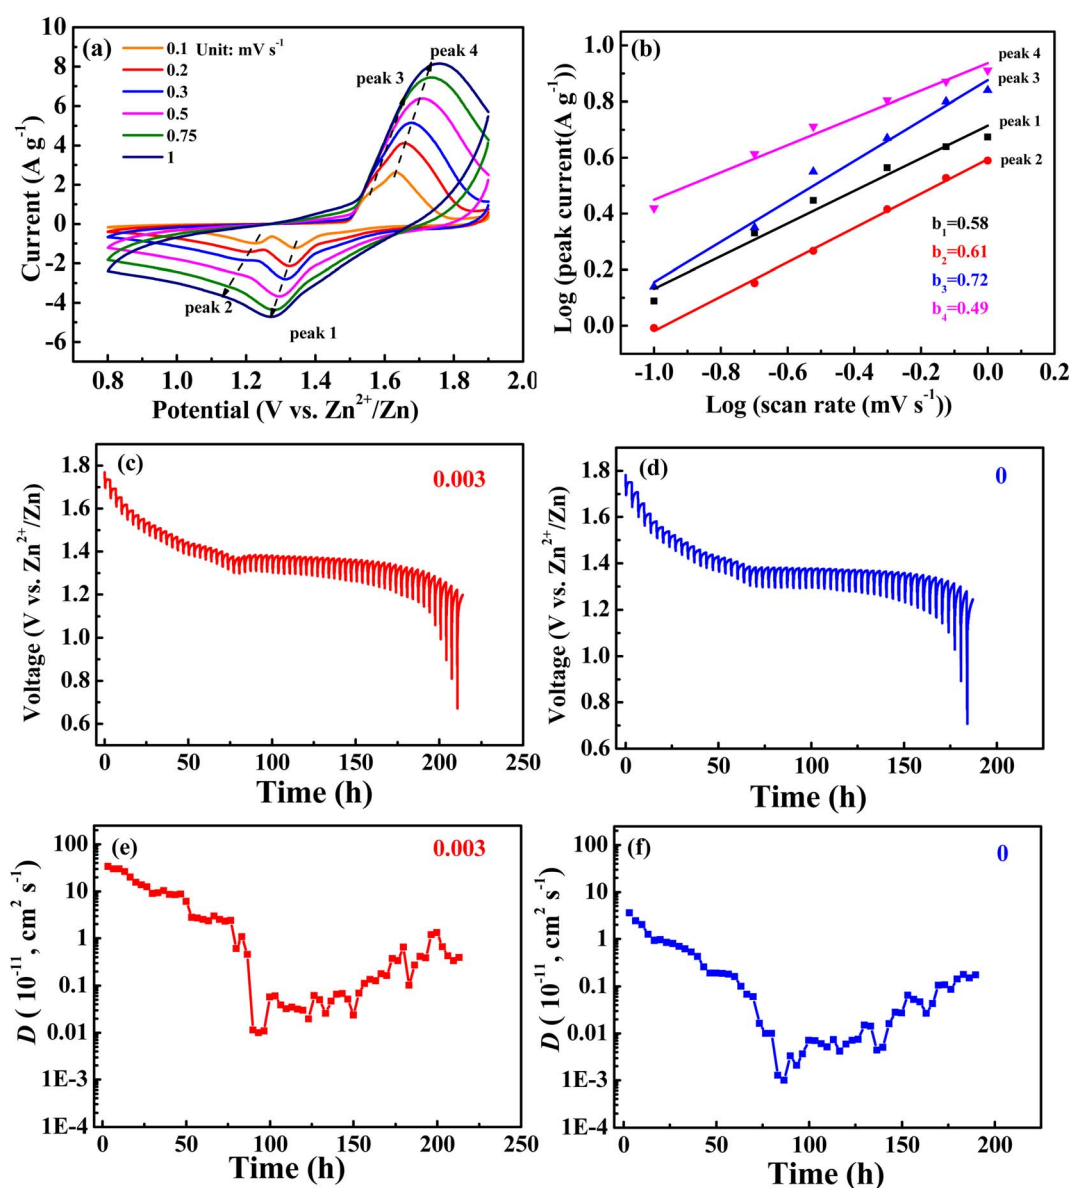 (a)
0.1 Unit: mV s⁻¹
0.2
0.3
0.5
0.75
1
peak 4
peak 3
peak 2
peak 1
10
8
6
4
2
0
-2
-4
-6
Current (A g⁻¹)
0.8 1.0 1.2 1.4 1.6 1.8 2.0
Potential (V vs. Zn²⁺/Zn)
(b)
peak 4
peak 3
peak 1
peak 2
b₁=0.58
b₂=0.61
b₃=0.72
b₄=0.49
1.0
0.8
0.6
0.4
0.2
0.0
Log (peak current(A g⁻¹))
-1.0 -0.8 -0.6 -0.4 -0.2 0.0 0.2
Log (scan rate (mV s⁻¹))
(c)
0.003
1.8
1.6
1.4
1.2
1.0
0.8
0.6
Voltage (V vs. Zn²⁺/Zn)
0 50 100 150 200 250
Time (h)
(d)
0
1.8
1.6
1.4
1.2
1.0
0.8
0.6
Voltage (V vs. Zn²⁺/Zn)
0 50 100 150 200
Time (h)
(e)
0.003
100
10
1
0.1
0.01
1E-3
1E-4
D ( 10⁻¹¹ , cm² s⁻¹)
0 50 100 150 200 250
Time (h)
(f)
0
100
10
1
0.1
0.01
1E-3
1E-4
D ( 10⁻¹¹ , cm² s⁻¹)
0 50 100 150 200
Time (h)